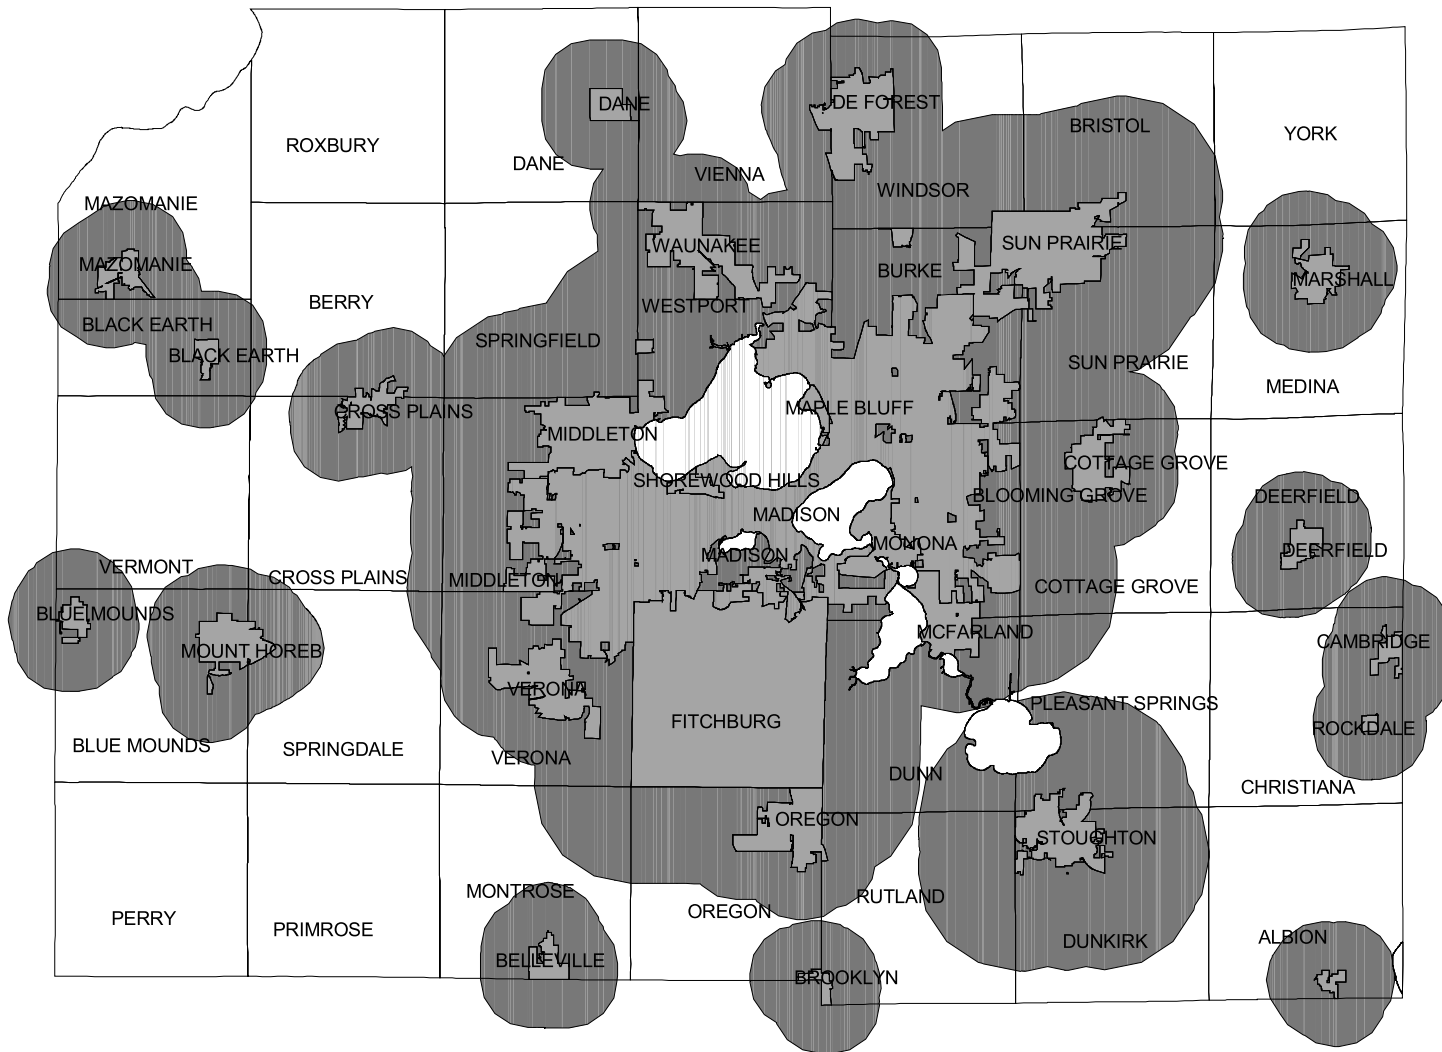 DANE
DE FOREST
BRISTOL
YORK
ROXBURY
DANE
VIENNA
WINDSOR
MAZOMANIE
WAUNAKEE
SUN PRAIRIE
MAZOMANIE
BURKE
MARSHALL
BERRY
WESTPORT
BLACK EARTH
SPRINGFIELD
BLACK EARTH
SUN PRAIRIE
MEDINA
CROSS PLAINS
MAPLE BLUFF
MIDDLETON
COTTAGE GROVE
SHOREWOOD HILLS
BLOOMING GROVE
DEERFIELD
MADISON
MONONA
DEERFIELD
MADISON
VERMONT
CROSS PLAINS
MIDDLETON
COTTAGE GROVE
BLUE MOUNDS
MCFARLAND
CAMBRIDGE
MOUNT HOREB
VERONA
PLEASANT SPRINGS
FITCHBURG
ROCKDALE
BLUE MOUNDS
SPRINGDALE
VERONA
DUNN
CHRISTIANA
OREGON
STOUGHTON
MONTROSE
RUTLAND
OREGON
PERRY
PRIMROSE
DUNKIRK
ALBION
BELLEVILLE
BROOKLYN